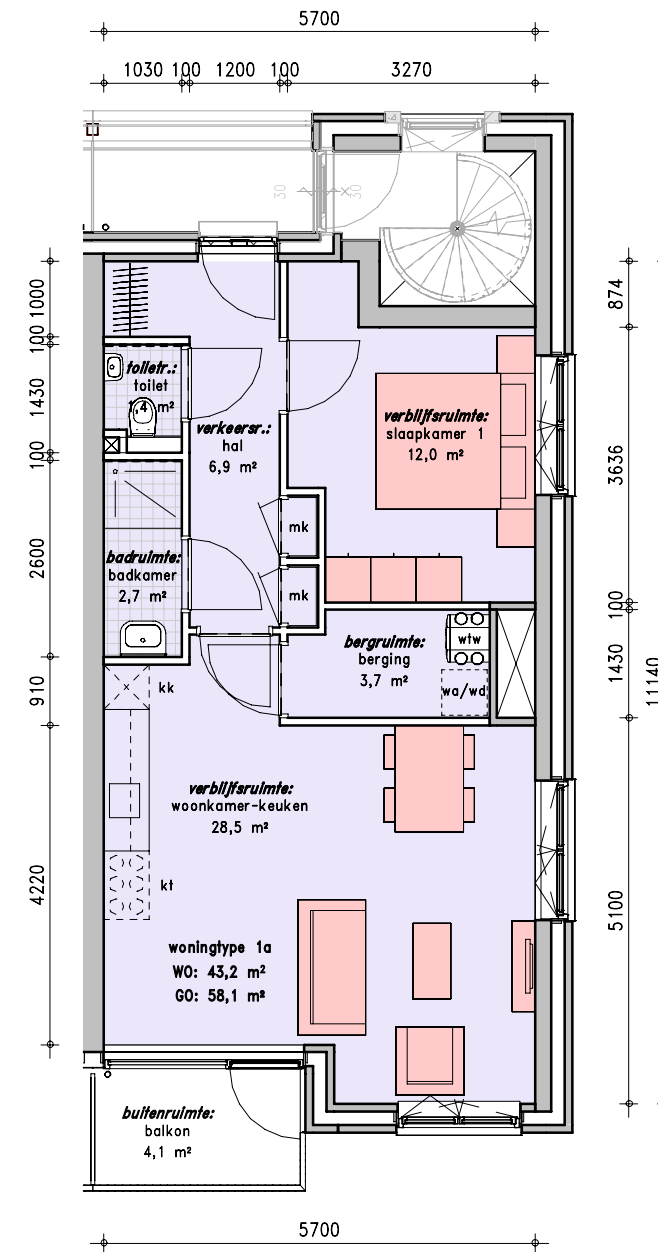 5700
1030 100 1200 100 3270
30 30
1000
100
1430
100
2600
910
4220
874
3636
100
1430
11140
5100
toiletr.:
toilet
1,4 m²
verkeersr.:
hal
6,9 m²
verblijfsruimte:
slaapkamer 1
12,0 m²
mk
mk
badruimte:
badkamer
2,7 m²
bergruimte:
berging
3,7 m²
wtw
wa/wd
kk
verblijfsruimte:
woonkamer-keuken
28,5 m²
kt
woningtype 1a
WO: 43,2 m²
GO: 58,1 m²
buitenruimte:
balkon
4,1 m²
5700